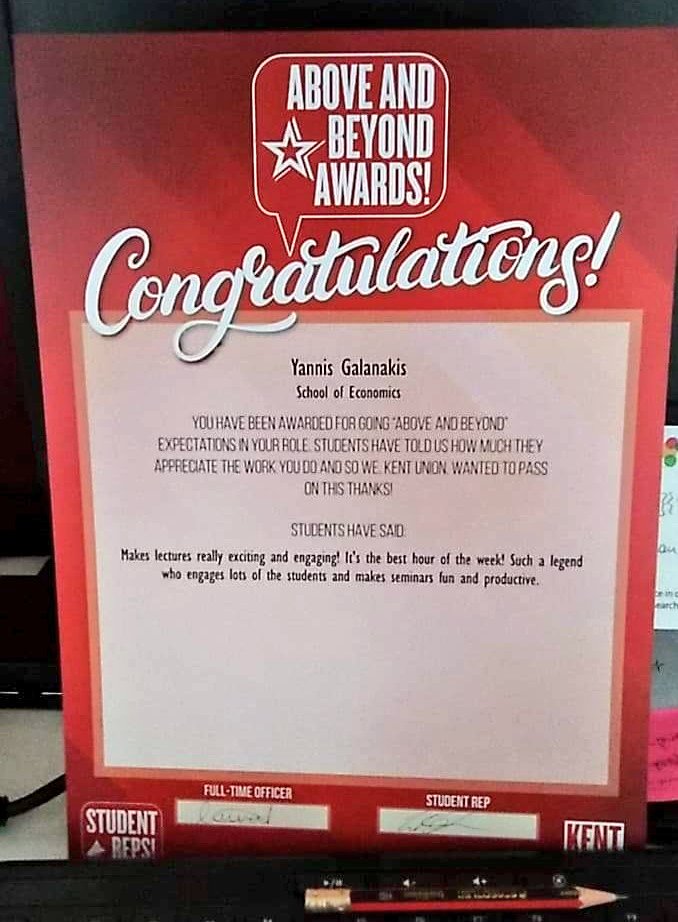 ABOVE AND
BEYOND
AWARDS!
Congratulations!
Yannis Galanakis
School of Economics
YOU HAVE BEEN AWARDED FOR GOING "ABOVE AND BEYOND"
EXPECTATIONS IN YOUR ROLE. STUDENTS HAVE TOLD US HOW MUCH THEY
APPRECIATE THE WORK YOU DO AND SO WE, KENT UNION, WANTED TO PASS
ON THIS THANKS!
STUDENTS HAVE SAID:
Makes lectures really exciting and engaging! It's the best hour of the week! Such a legend
who engages lots of the students and makes seminars fun and productive.
FULL-TIME OFFICER
STUDENT REP
STUDENT
REPS!
KENT